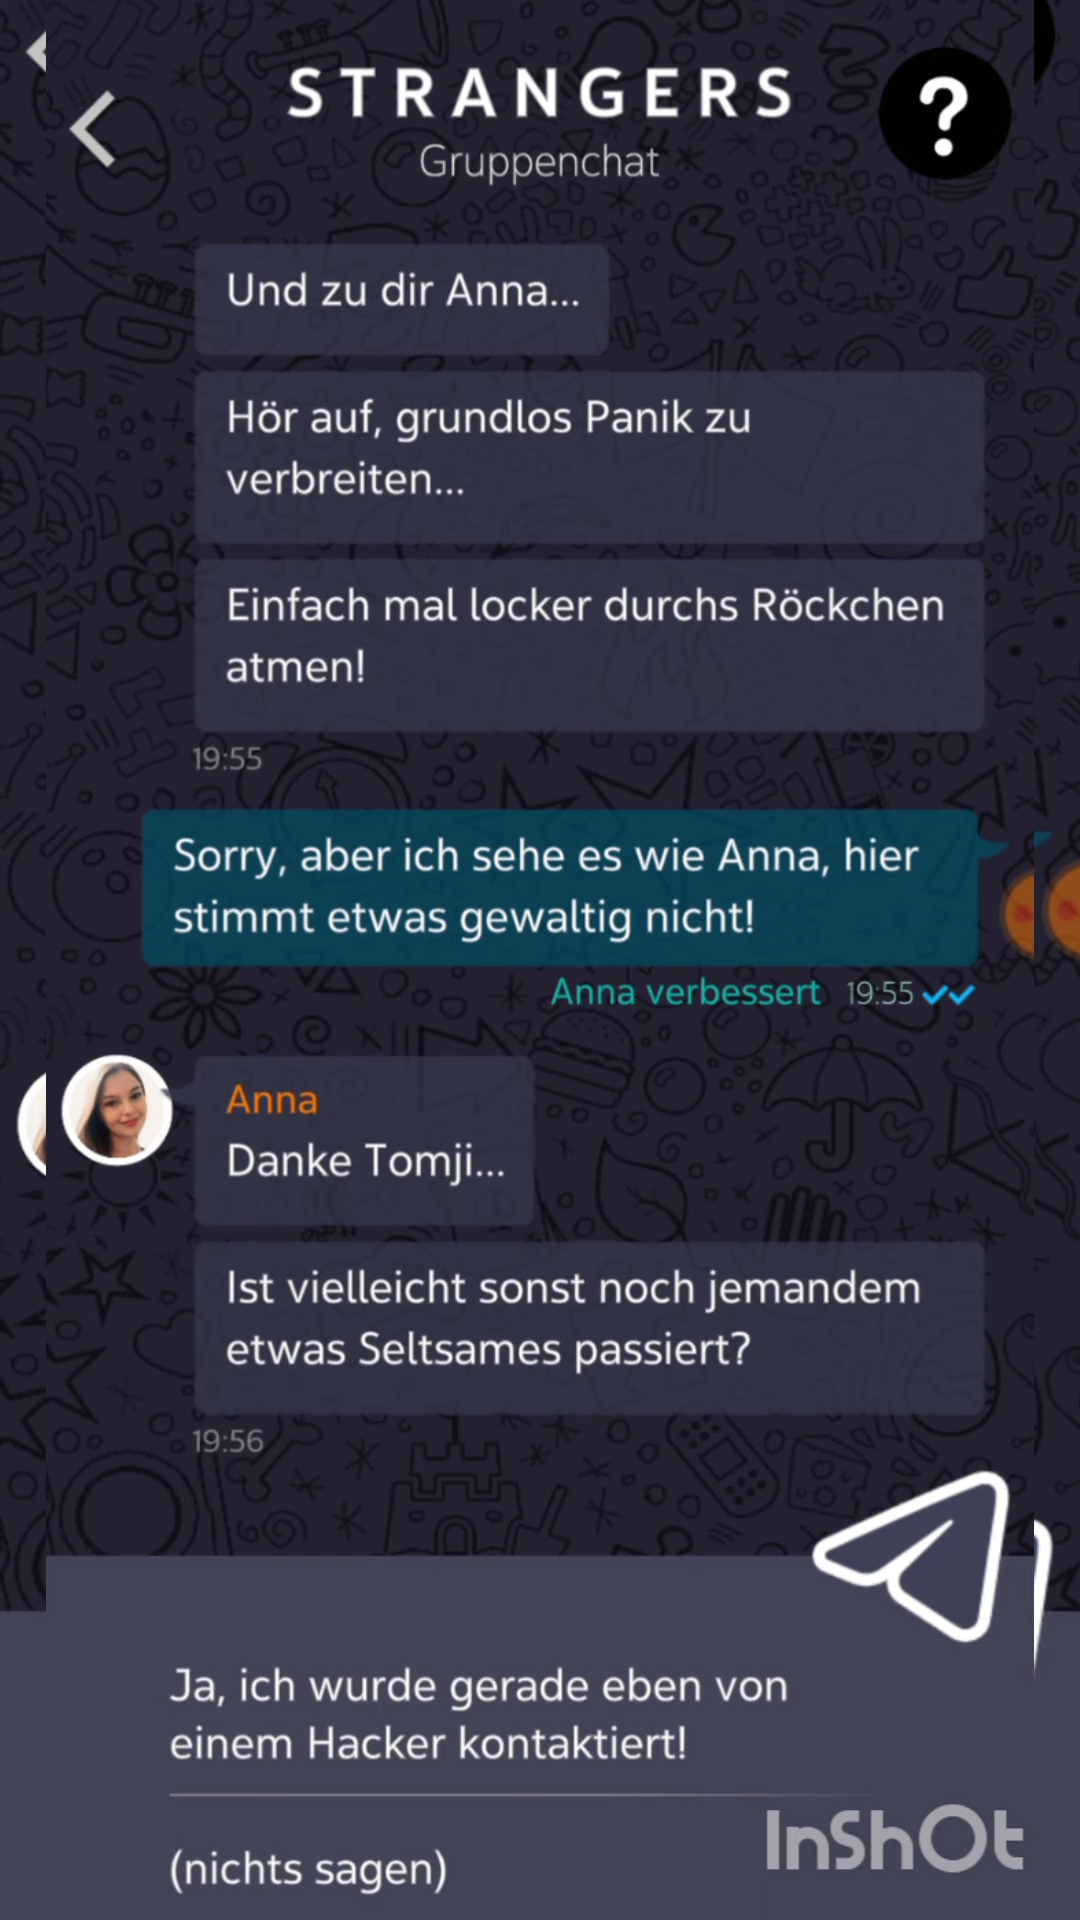 STRANGERS
?
Gruppenchat
Und zu dir Anna...
Hör auf, grundlos Panik zu
verbreiten...
Einfach mal locker durchs Röckchen
atmen!
19:55
Sorry, aber ich sehe es wie Anna, hier
stimmt etwas gewaltig nicht!
Anna verbessert 19:55
Anna
Danke Tomji...
Ist vielleicht sonst noch jemandem
etwas Seltsames passiert?
19:56
Ja, ich wurde gerade eben von
einem Hacker kontaktiert!
(nichts sagen)
InShOt